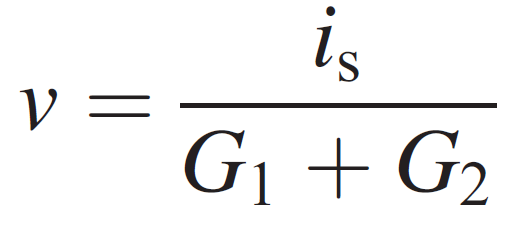 v = i_s / (G_1 + G_2)